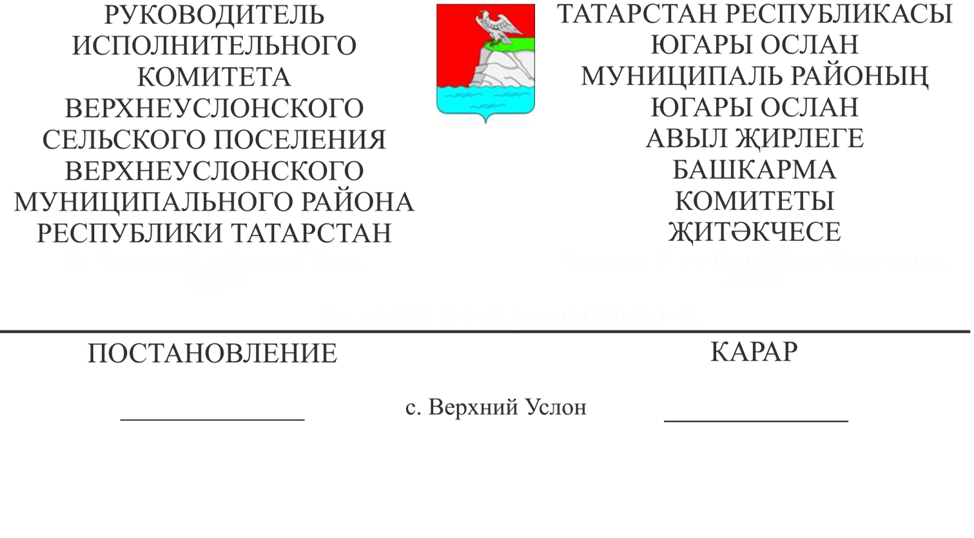 РУКОВОДИТЕЛЬ
ИСПОЛНИТЕЛЬНОГО
КОМИТЕТА
ВЕРХНЕУСЛОНСКОГО
СЕЛЬСКОГО ПОСЕЛЕНИЯ
ВЕРХНЕУСЛОНСКОГО
МУНИЦИПАЛЬНОГО РАЙОНА
РЕСПУБЛИКИ ТАТАРСТАН
ТАТАРСТАН РЕСПУБЛИКАСЫ
ЮГАРЫ ОСЛАН
МУНИЦИПАЛЬ РАЙОНЫҢ
ЮГАРЫ ОСЛАН
АВЫЛ ҖИРЛЕГЕ
БАШКАРМА
КОМИТЕТЫ
ҖИТӘКЧЕСЕ
ПОСТАНОВЛЕНИЕ
КАРАР
с. Верхний Услон